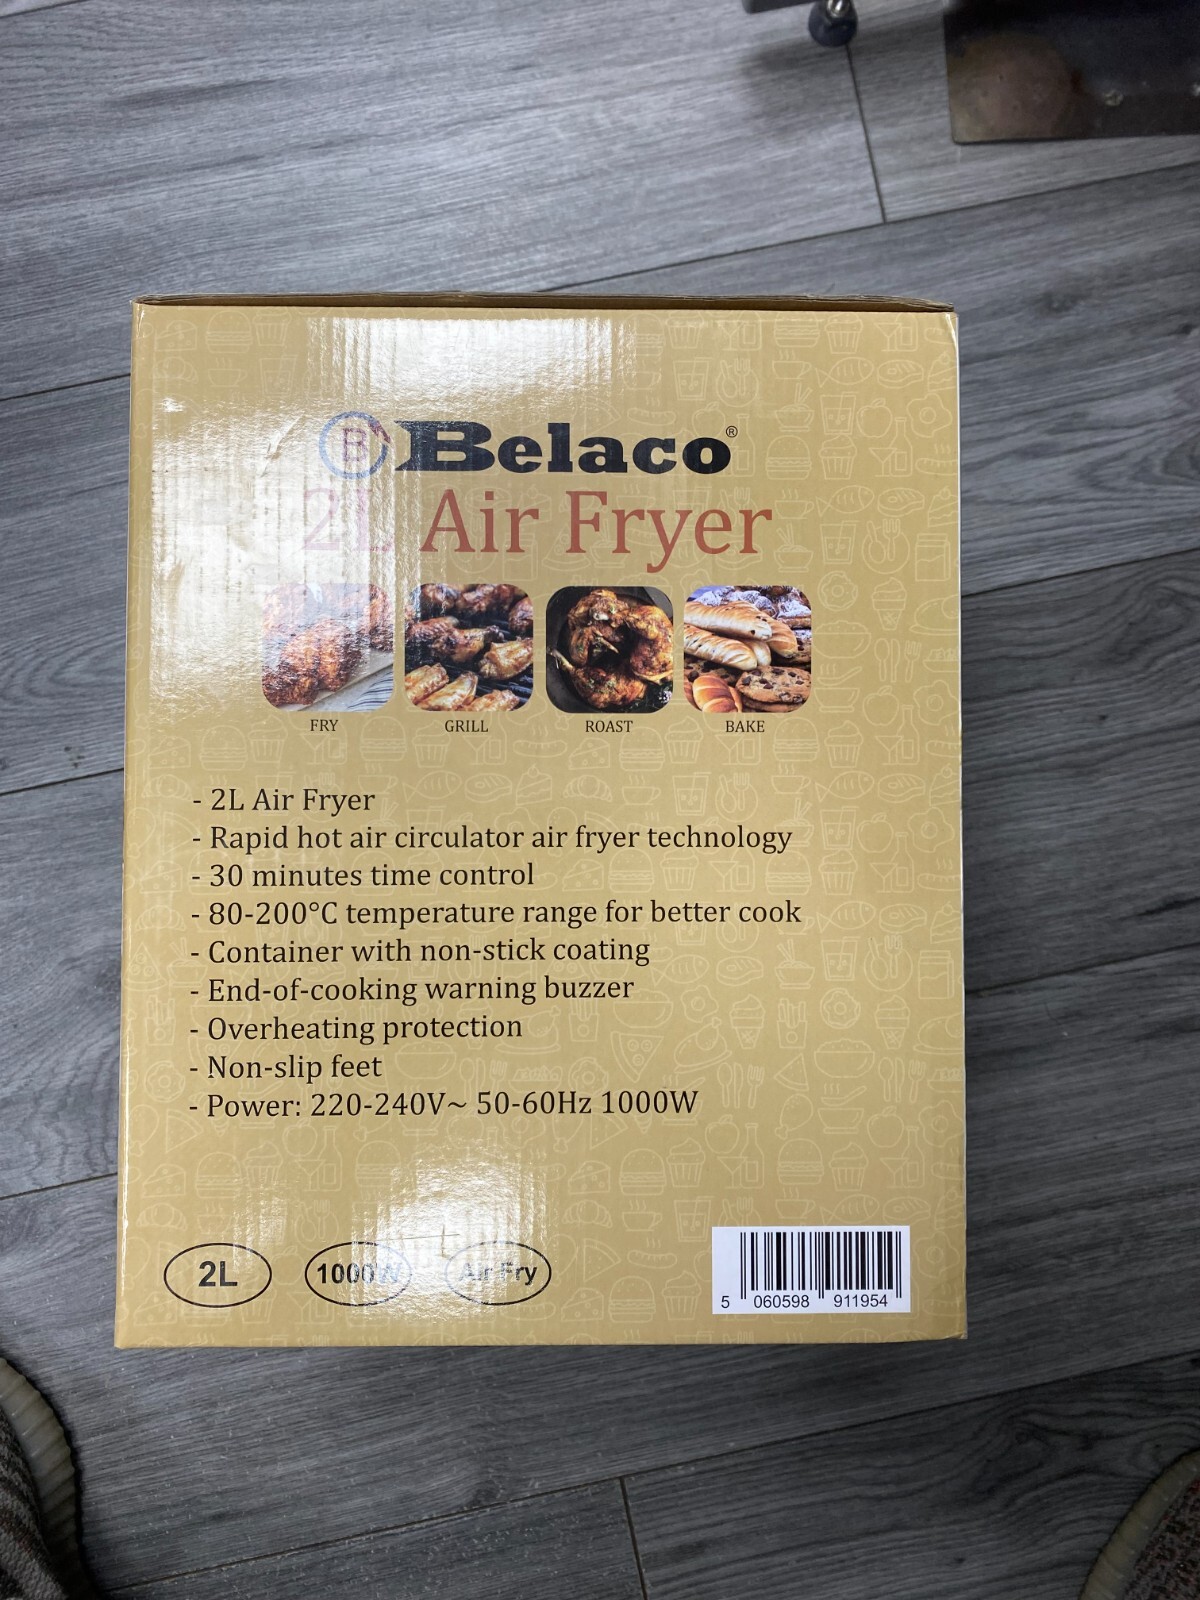 B Belaco®
2L Air Fryer
FRY GRILL ROAST BAKE
- 2L Air Fryer
- Rapid hot air circulator air fryer technology
- 30 minutes time control
- 80-200°C temperature range for better cook
- Container with non-stick coating
- End-of-cooking warning buzzer
- Overheating protection
- Non-slip feet
- Power: 220-240V~ 50-60Hz 1000W
2L 1000W Air Fry
5 060598 911954